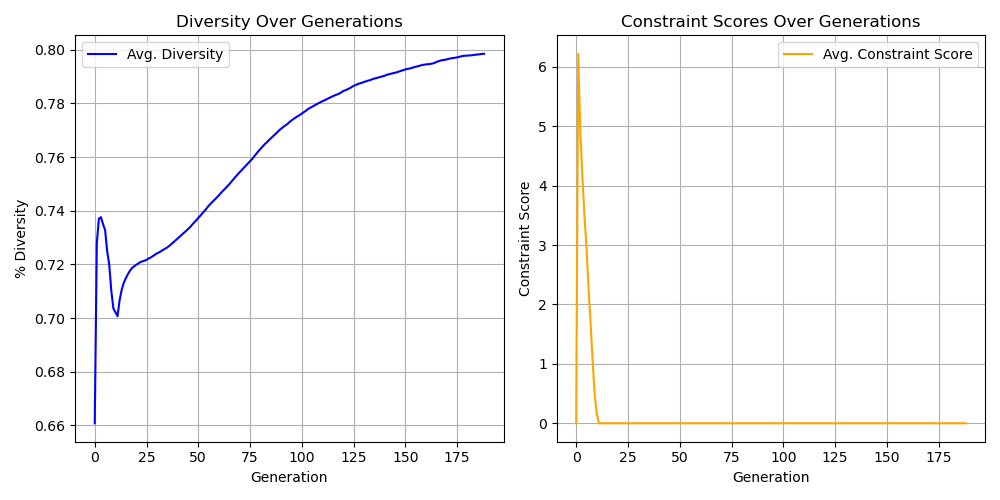 Diversity Over Generations
Avg. Diversity
0.80
0.78
0.76
0.74
0.72
0.70
0.68
0.66
% Diversity
0 25 50 75 100 125 150 175
Generation
Constraint Scores Over Generations
Avg. Constraint Score
6
5
4
3
2
1
0
Constraint Score
0 25 50 75 100 125 150 175
Generation